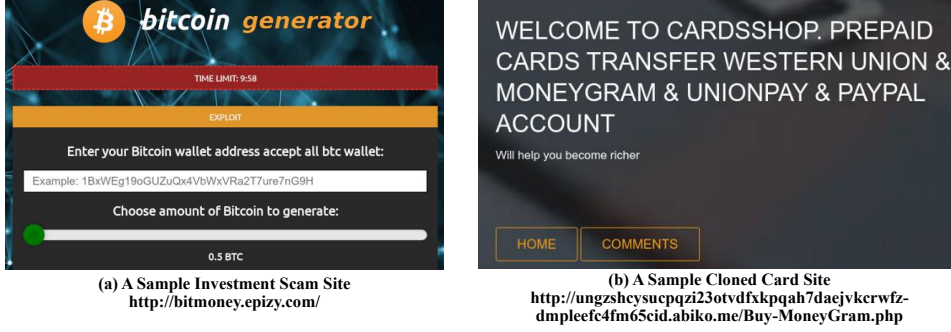 bitcoin generator
TIME LIMIT: 9:58
EXPLOIT
Enter your Bitcoin wallet address accept all btc wallet:
Example: 1BxWEg19oGUZuQx4VbWxVRa2T7ure7nG9H
Choose amount of Bitcoin to generate:
0.5 BTC
(a) A Sample Investment Scam Site
http://bitmoney.epizy.com/
WELCOME TO CARDSSHOP. PREPAID
CARDS TRANSFER WESTERN UNION &
MONEYGRAM & UNIONPAY & PAYPAL
ACCOUNT
Will help you become richer
HOME
COMMENTS
(b) A Sample Cloned Card Site
http://ungzshcysucpqzi23otvdfxkpqah7daejvkcrwfz-
dmpleefc4fm65cid.abiko.me/Buy-MoneyGram.php